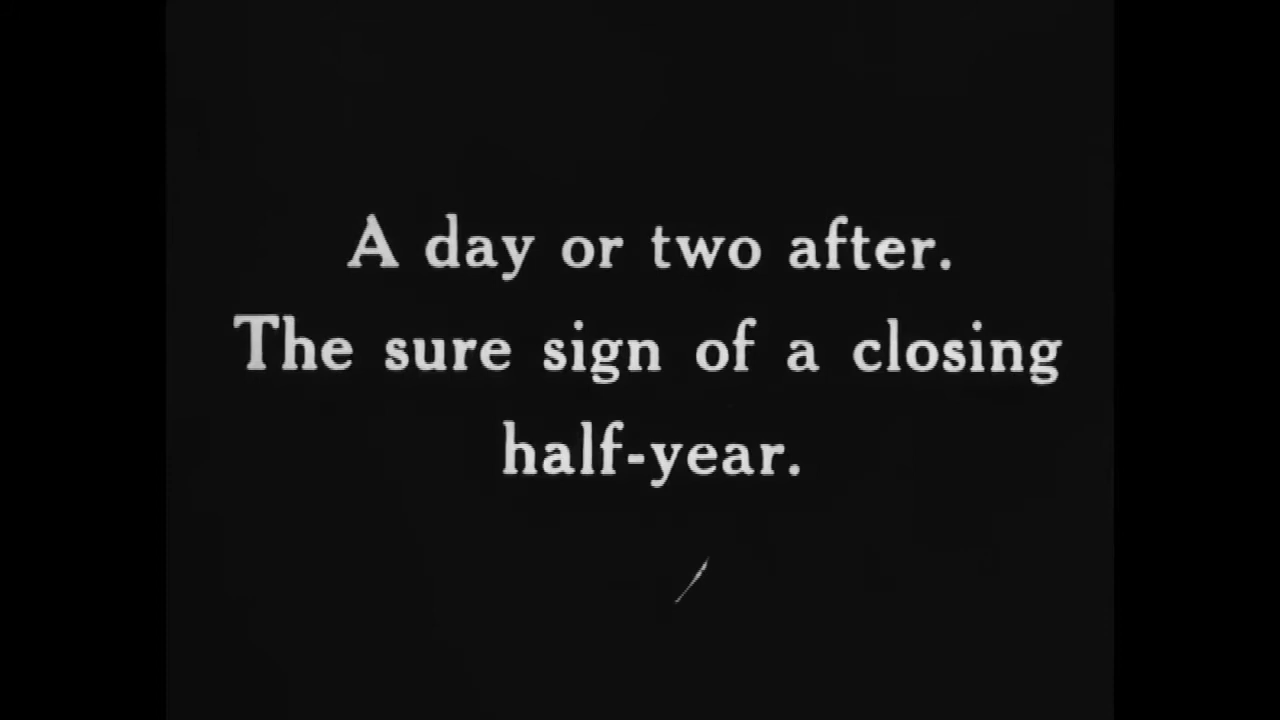 A day or two after.
The sure sign of a closing
half-year.